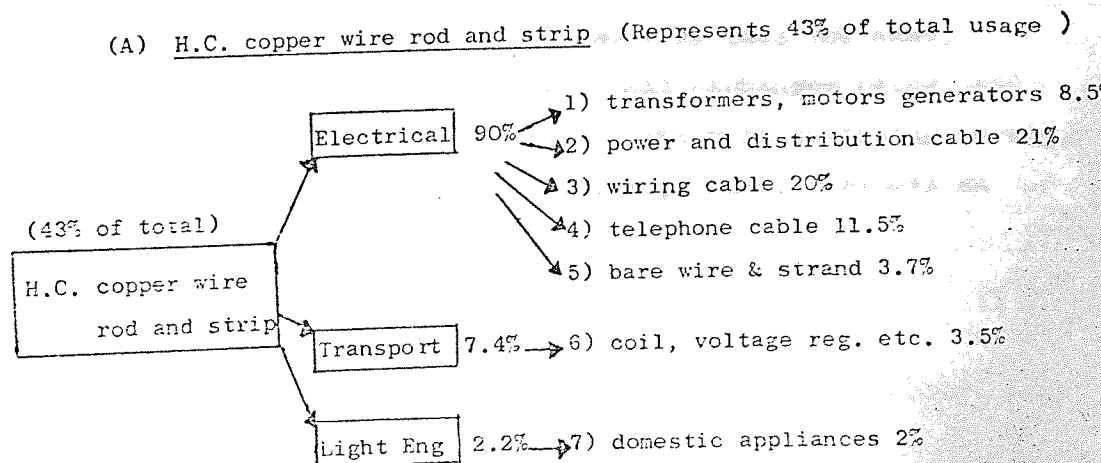 (A) H.C. copper wire rod and strip (Represents 43% of total usage )
1) transformers, motors generators 8.5%
Electrical 90%
2) power and distribution cable 21%
3) wiring cable 20%
(43% of total)
4) telephone cable 11.5%
5) bare wire & strand 3.7%
H.C. copper wire
rod and strip
Transport 7.4% 6) coil, voltage reg. etc. 3.5%
Light Eng 2.2% 7) domestic appliances 2%